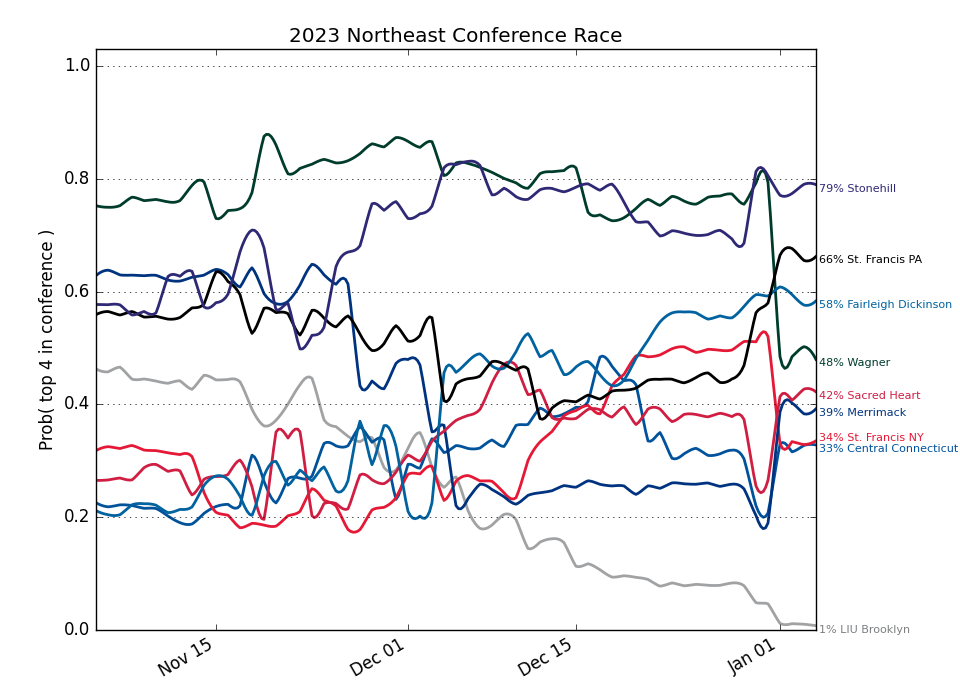 2023 Northeast Conference Race
Prob( top 4 in conference )
1.0
0.8
0.6
0.4
0.2
0.0
Nov 15
Dec 01
Dec 15
Jan 01
79% Stonehill
66% St. Francis PA
58% Fairleigh Dickinson
48% Wagner
42% Sacred Heart
39% Merrimack
34% St. Francis NY
33% Central Connecticut
1% LIU Brooklyn